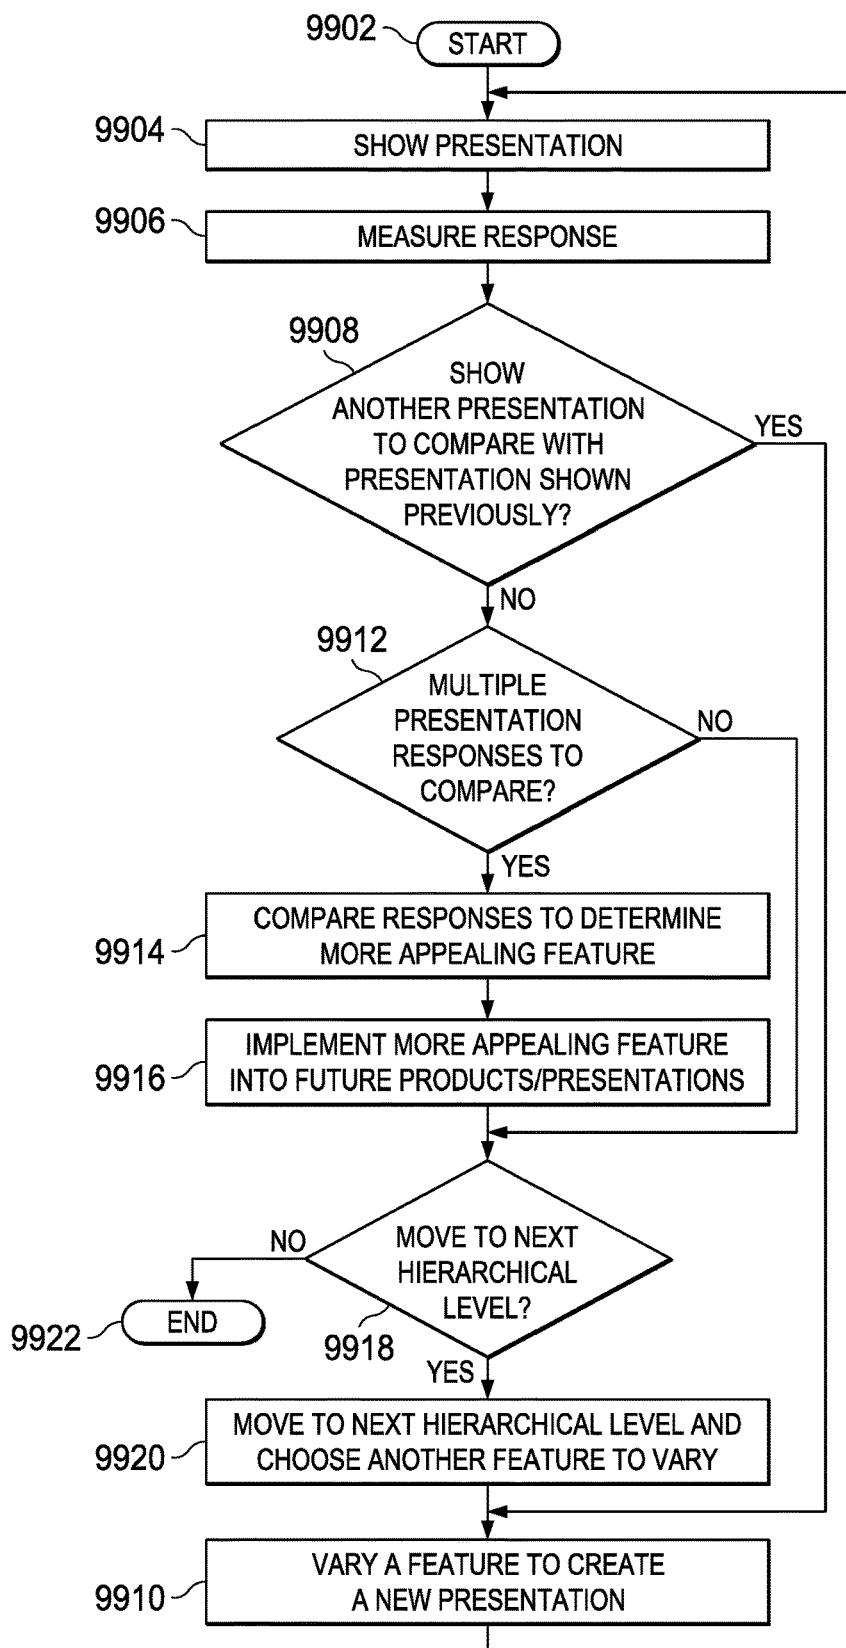 9902
START
9904
SHOW PRESENTATION
9906
MEASURE RESPONSE
9908
SHOW
ANOTHER PRESENTATION
TO COMPARE WITH
PRESENTATION SHOWN
PREVIOUSLY?
YES
NO
9912
MULTIPLE
PRESENTATION
RESPONSES TO
COMPARE?
NO
YES
9914
COMPARE RESPONSES TO DETERMINE
MORE APPEALING FEATURE
9916
IMPLEMENT MORE APPEALING FEATURE
INTO FUTURE PRODUCTS/PRESENTATIONS
MOVE TO NEXT
HIERARCHICAL
LEVEL?
NO
9922
END
9918
YES
9920
MOVE TO NEXT HIERARCHICAL LEVEL AND
CHOOSE ANOTHER FEATURE TO VARY
9910
VARY A FEATURE TO CREATE
A NEW PRESENTATION